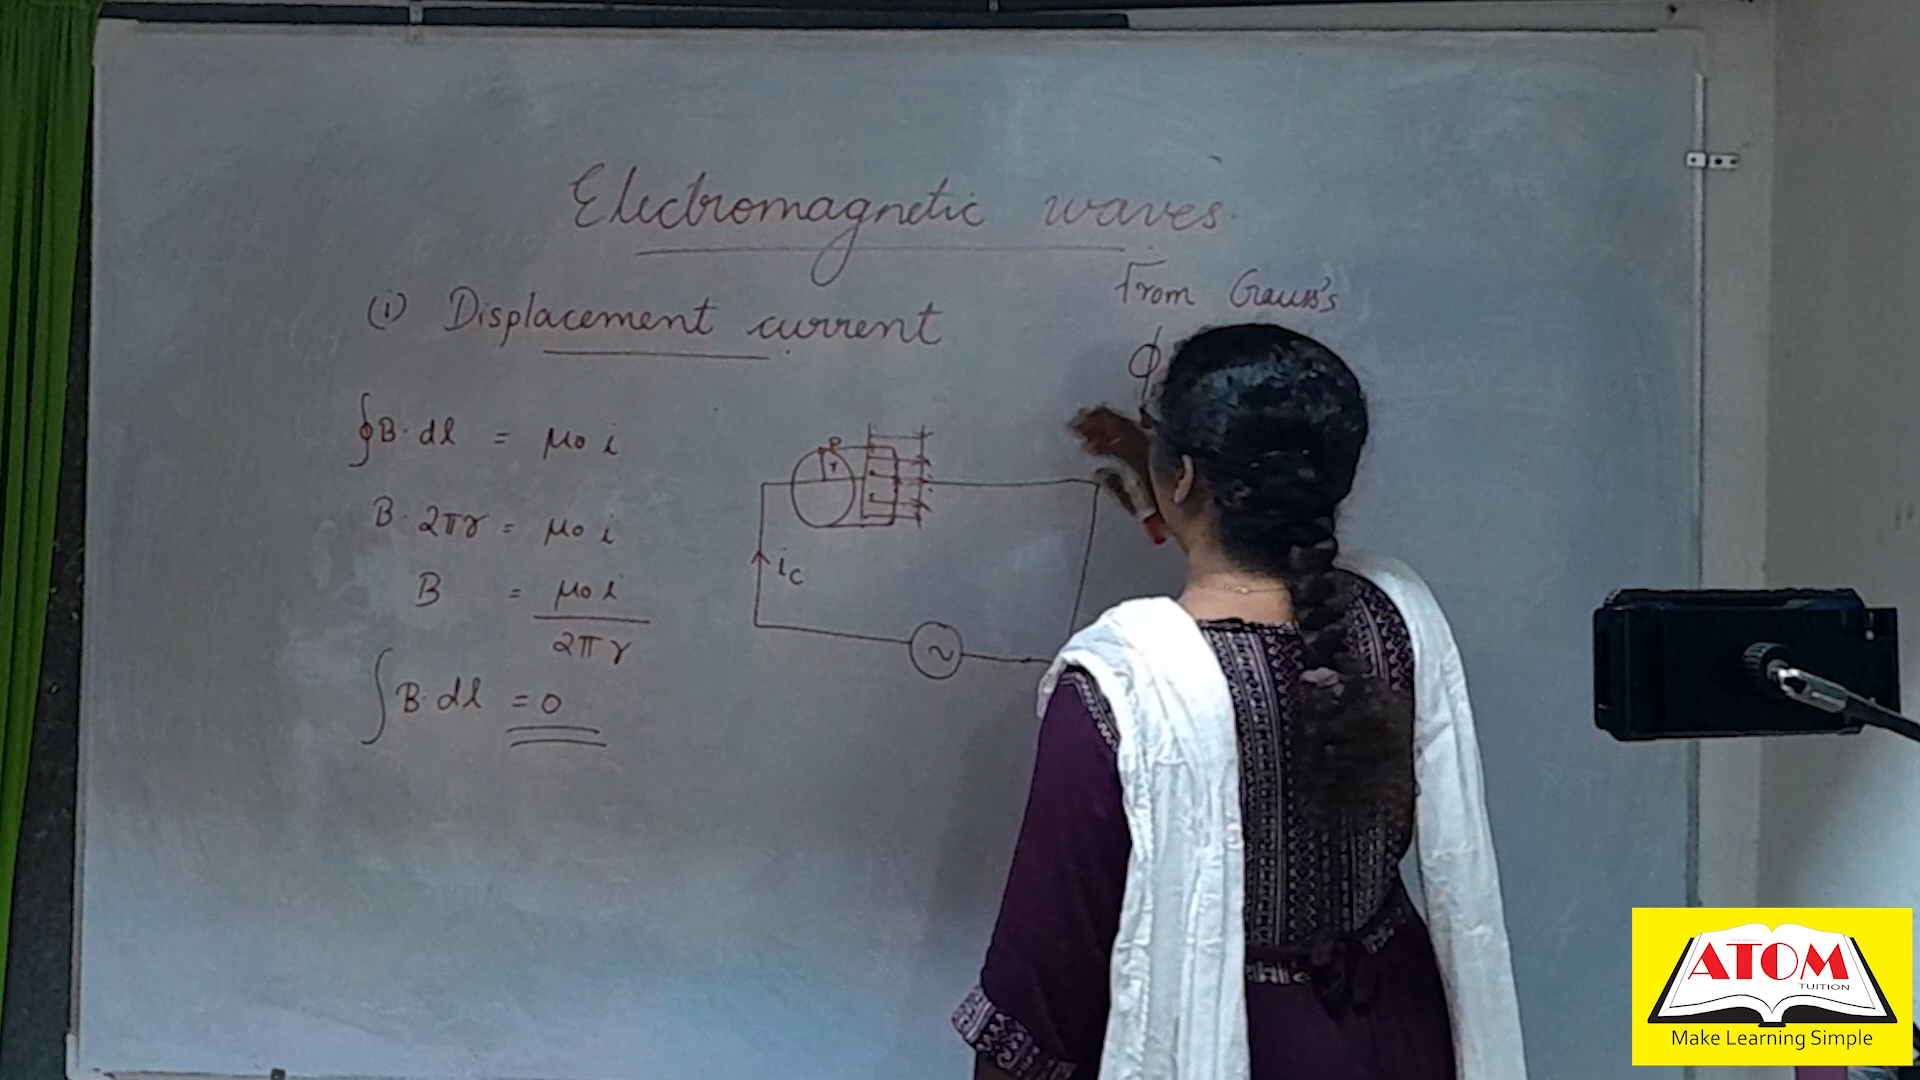 Electromagnetic waves.
(i) Displacement current
∮B·dl = μ₀ i
B·2πr = μ₀ i
B = μ₀ i / 2πr
∫B·dl = 0
P
r
i_c
~
From Gauss's
ϕ
ATOM
TUITION
Make Learning Simple